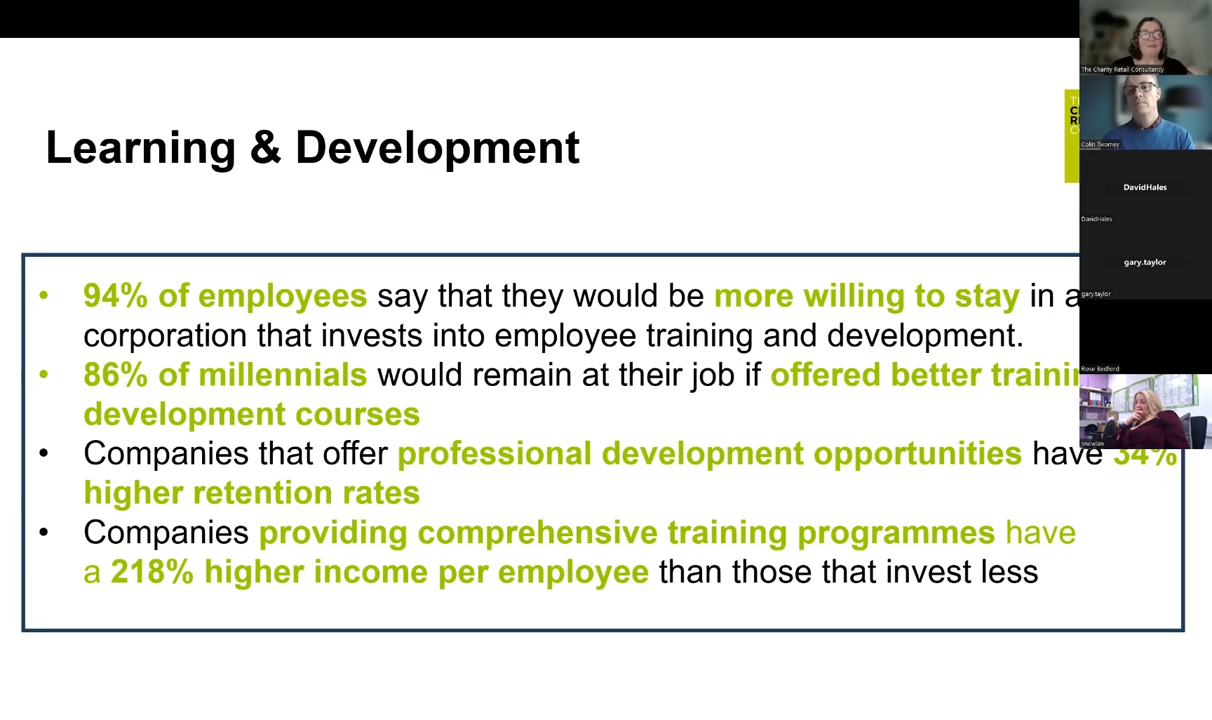 Learning & Development
• 94% of employees say that they would be more willing to stay in a
corporation that invests into employee training and development.
• 86% of millennials would remain at their job if offered better
development courses
• Companies that offer professional development opportunities have 34%
higher retention rates
• Companies providing comprehensive training programmes have
a 218% higher income per employee than those that invest less
The Charity Retail Consultancy
Colin Twomey
DavidHales
DavidHales
gary.taylor
gary.taylor
Rose Bedford